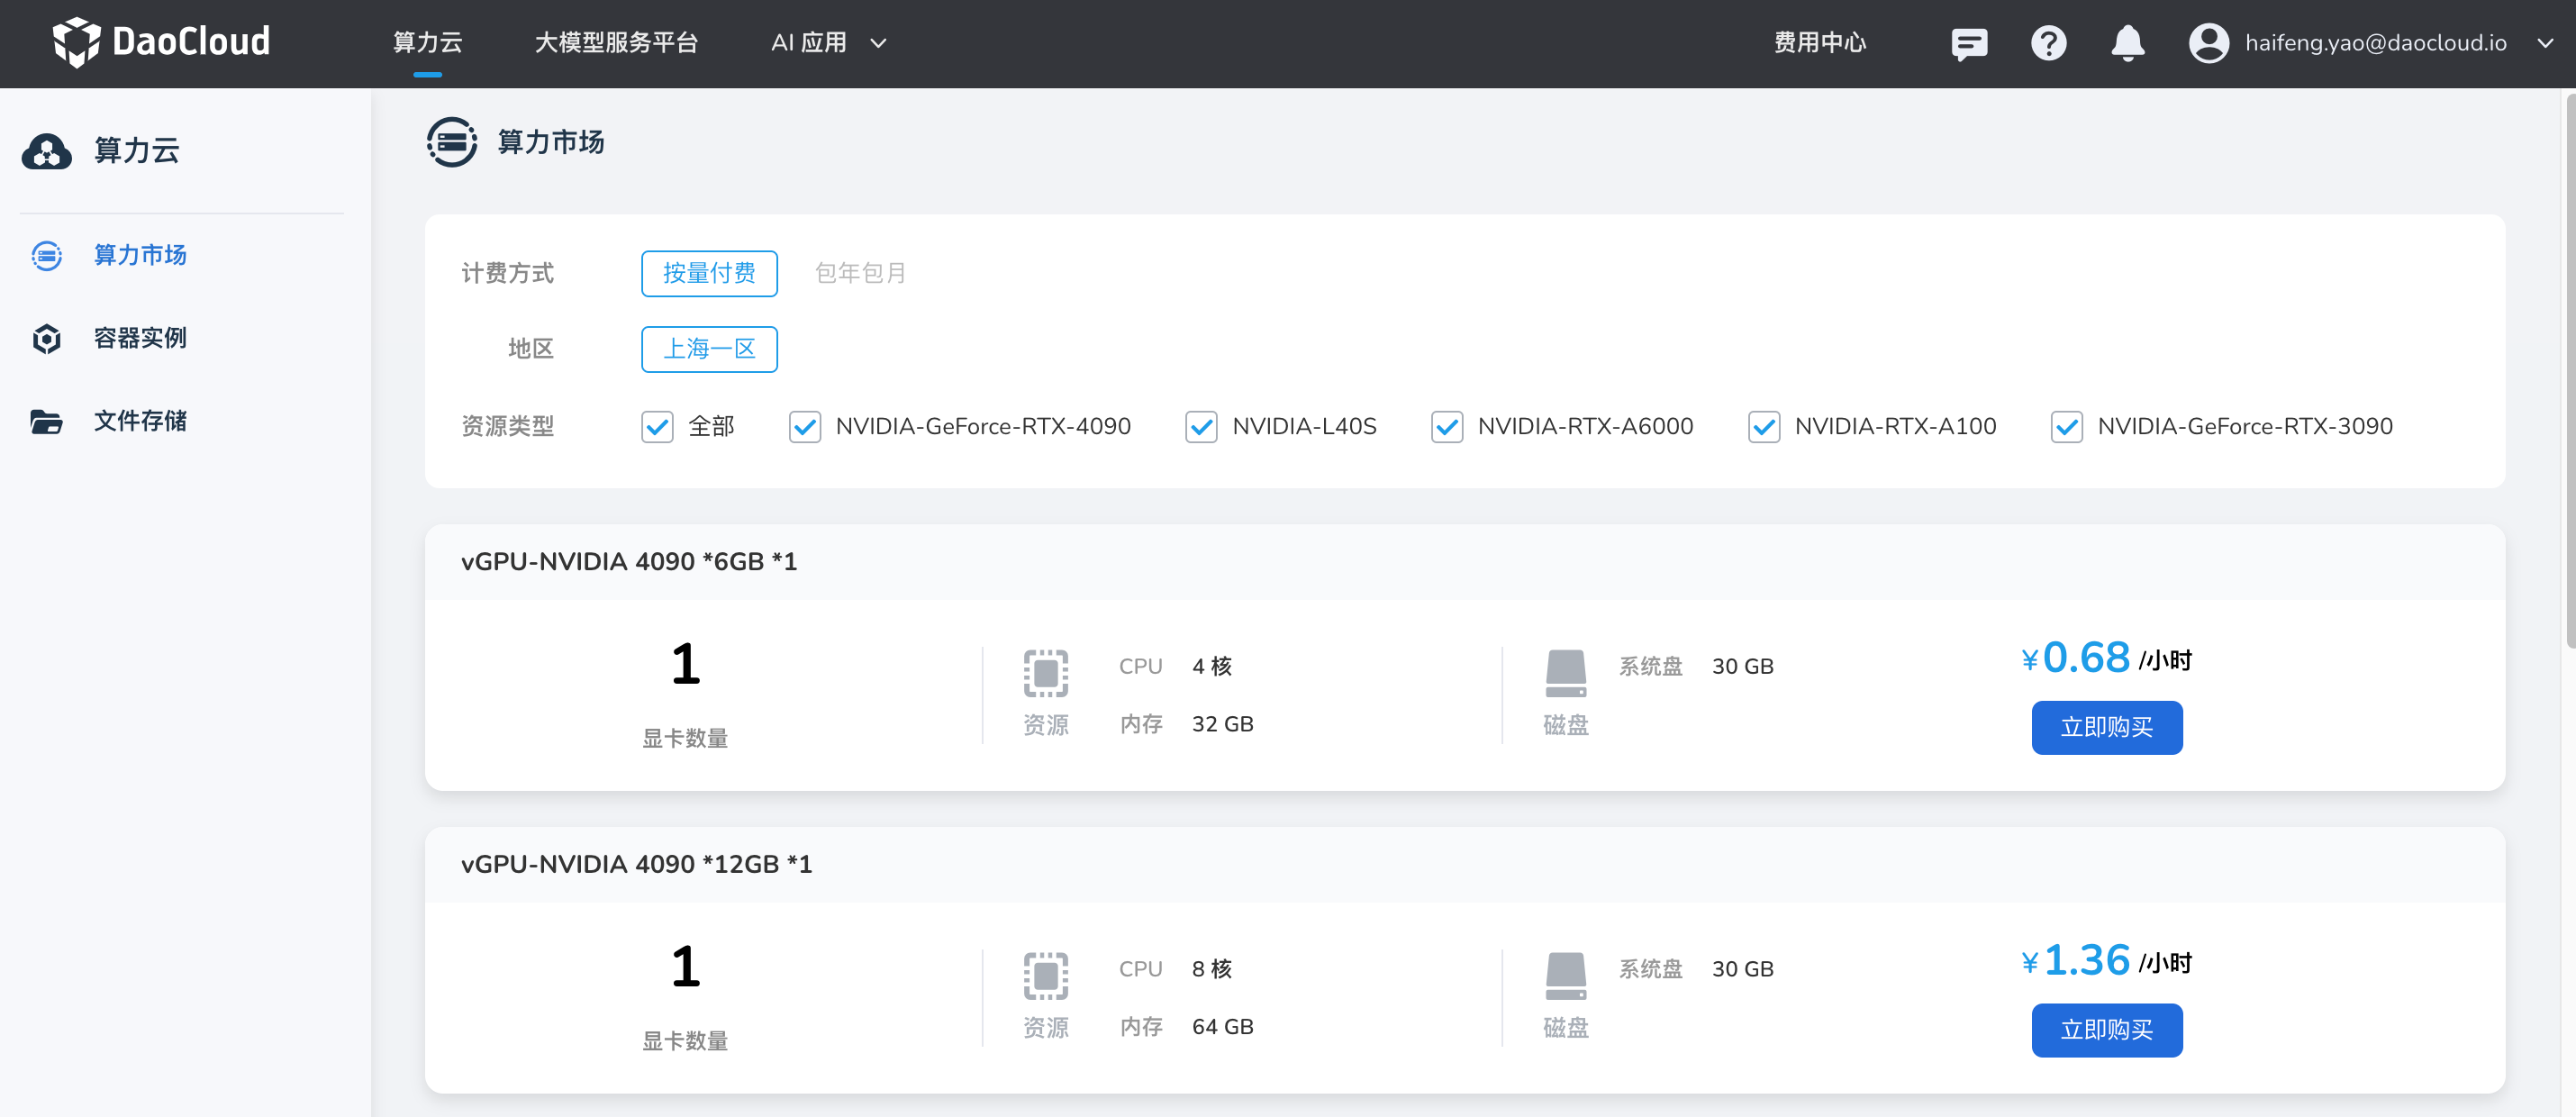 DaoCloud 算力云 大模型服务平台 AI 应用 费用中心 haifeng.yao@daocloud.io
算力云
算力市场
容器实例
文件存储
算力市场
计费方式 按量付费 包年包月
地区 上海一区
资源类型 全部 NVIDIA-GeForce-RTX-4090 NVIDIA-L40S NVIDIA-RTX-A6000 NVIDIA-RTX-A100 NVIDIA-GeForce-RTX-3090
vGPU-NVIDIA 4090 *6GB *1
1
显卡数量
资源
CPU 4 核
内存 32 GB
磁盘
系统盘 30 GB
¥0.68 /小时
立即购买
vGPU-NVIDIA 4090 *12GB *1
1
显卡数量
资源
CPU 8 核
内存 64 GB
磁盘
系统盘 30 GB
¥1.36 /小时
立即购买